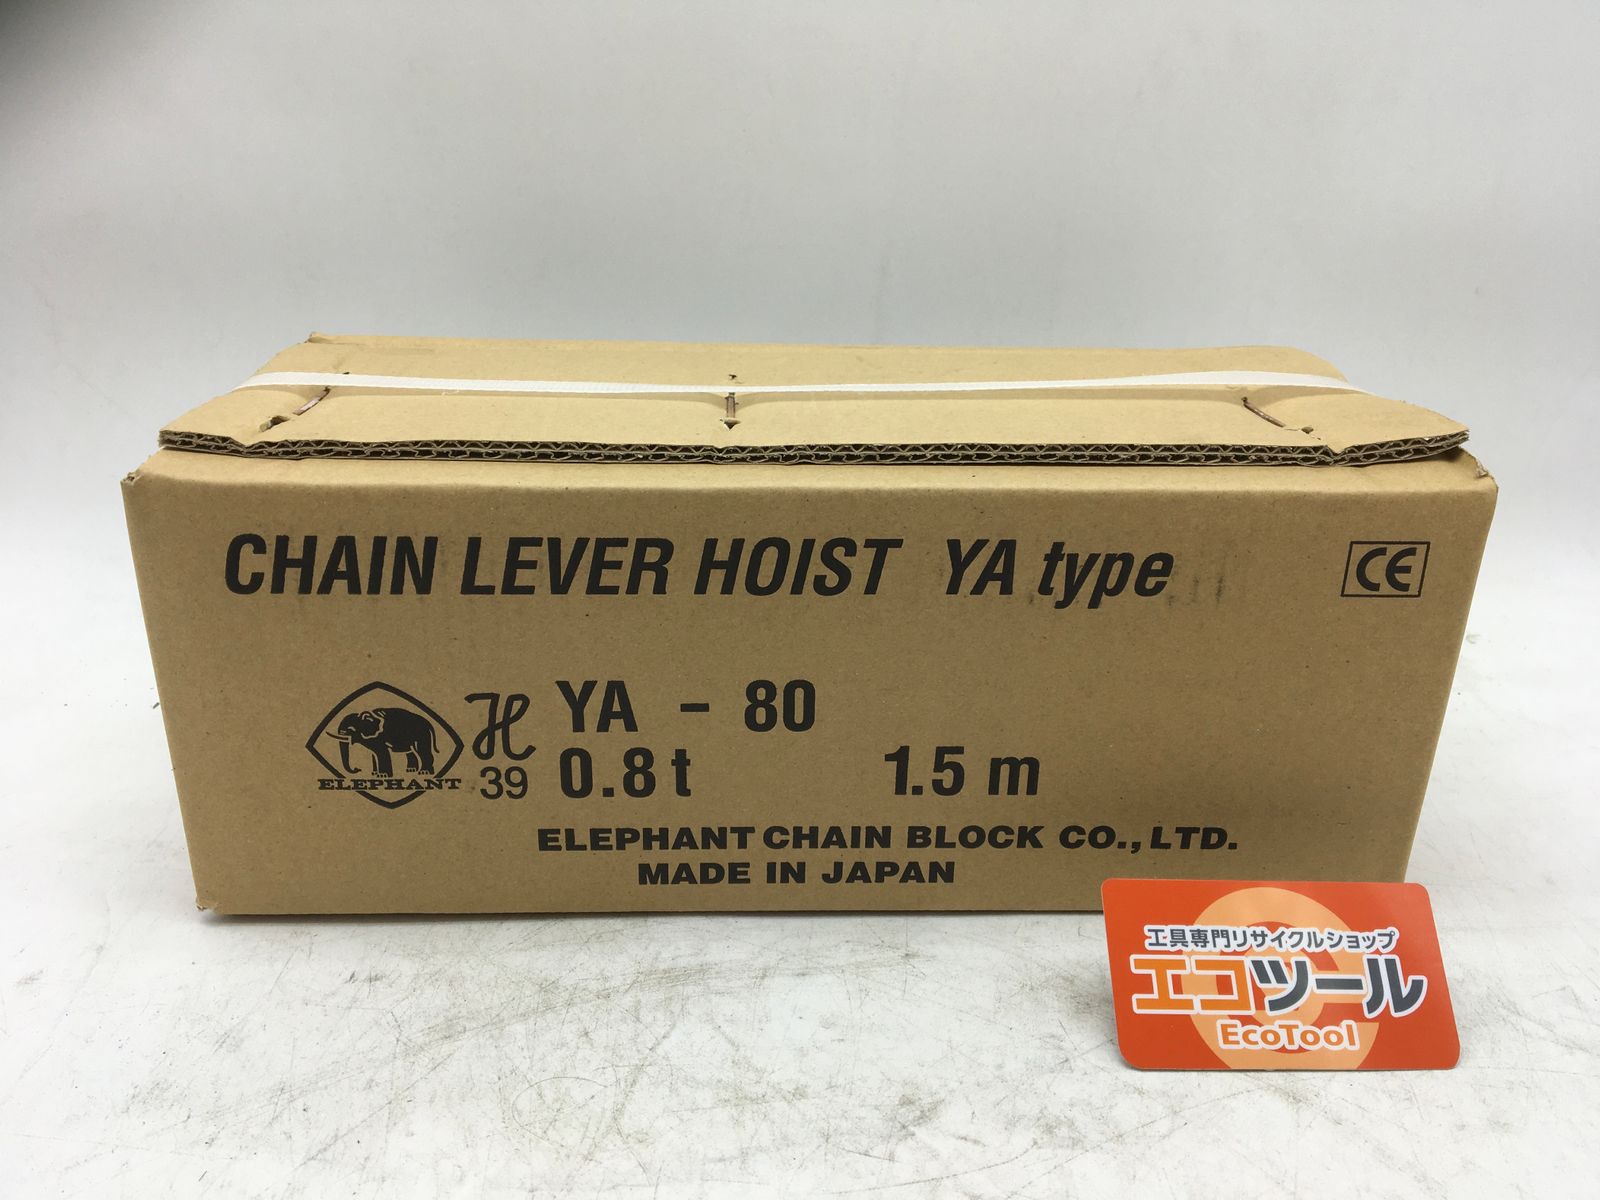 CHAIN LEVER HOIST YA type CE
ELEPHANT
H
39
YA - 80
0.8t 1.5m
ELEPHANT CHAIN BLOCK CO., LTD.
MADE IN JAPAN
工具専門リサイクルショップ
エコツール
EcoTool